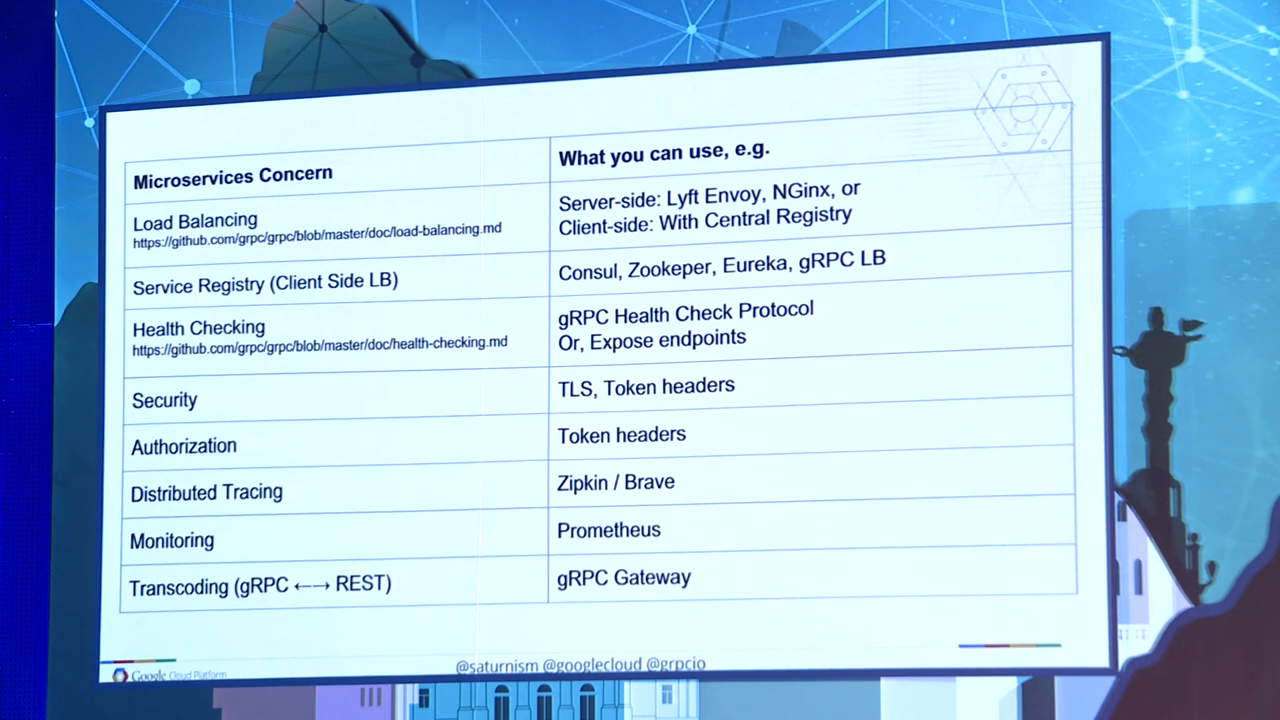 Microservices Concern
What you can use, e.g.
Load Balancing
https://github.com/grpc/grpc/blob/master/doc/load-balancing.md
Server-side: Lyft Envoy, NGinx, or
Client-side: With Central Registry
Service Registry (Client Side LB)
Consul, Zookeper, Eureka, gRPC LB
Health Checking
https://github.com/grpc/grpc/blob/master/doc/health-checking.md
gRPC Health Check Protocol
Or, Expose endpoints
Security
TLS, Token headers
Authorization
Token headers
Distributed Tracing
Zipkin / Brave
Monitoring
Prometheus
Transcoding (gRPC ←→ REST)
gRPC Gateway
Google Cloud Platform
@saturnism @googlecloud @grpcio